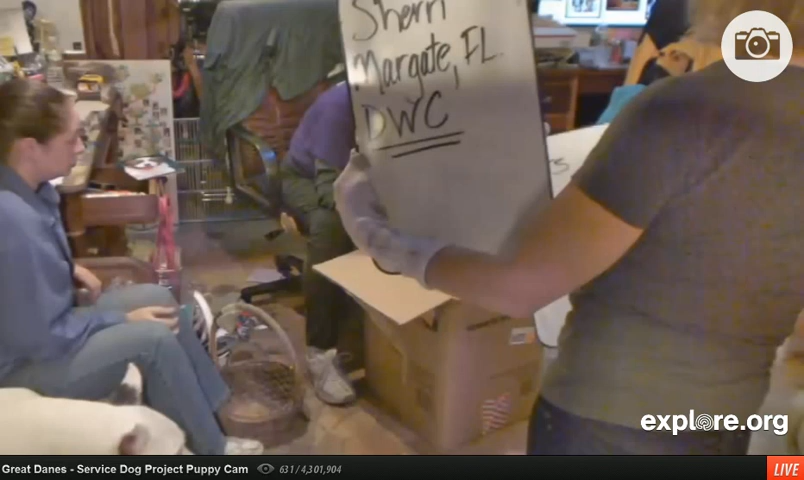 Sherri
Margate, FL.
DWC
explore.org
Great Danes - Service Dog Project Puppy Cam
631 / 4,301,904
LIVE